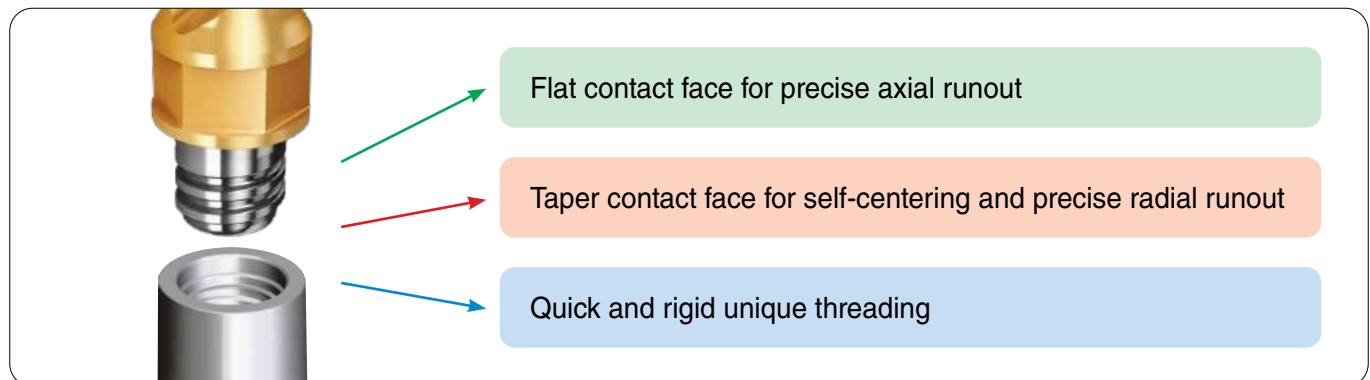 Flat contact face for precise axial runout
Taper contact face for self-centering and precise radial runout
Quick and rigid unique threading